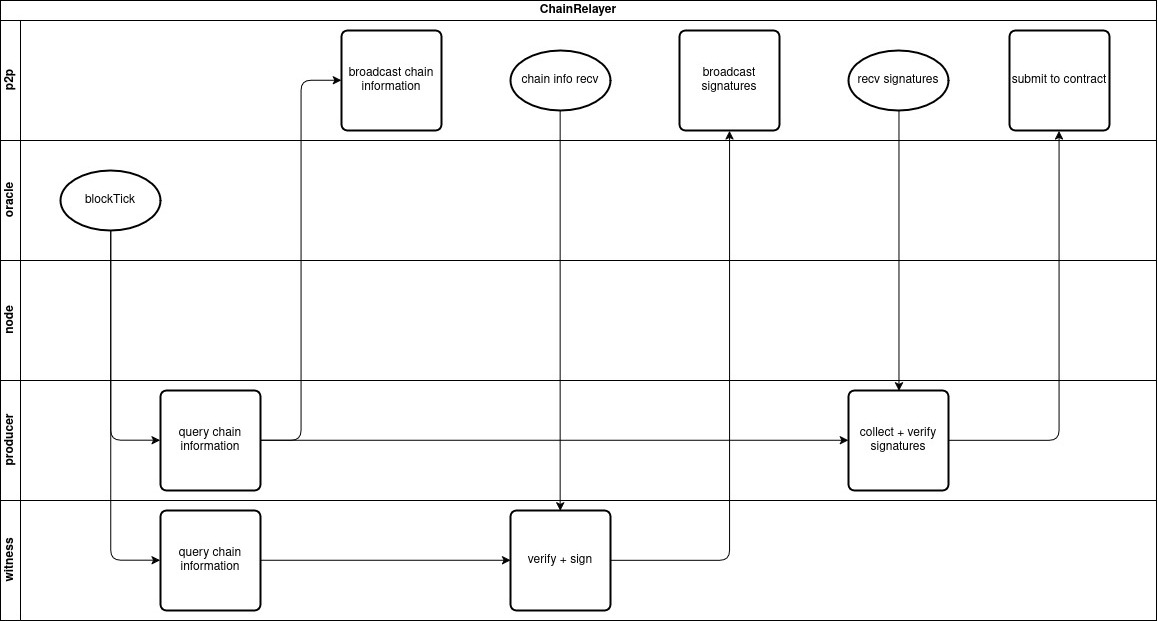 ChainRelayer
p2p
broadcast chain
information
chain info recv
broadcast
signatures
recv signatures
submit to contract
oracle
blockTick
node
producer
query chain
information
collect + verify
signatures
witness
query chain
information
verify + sign